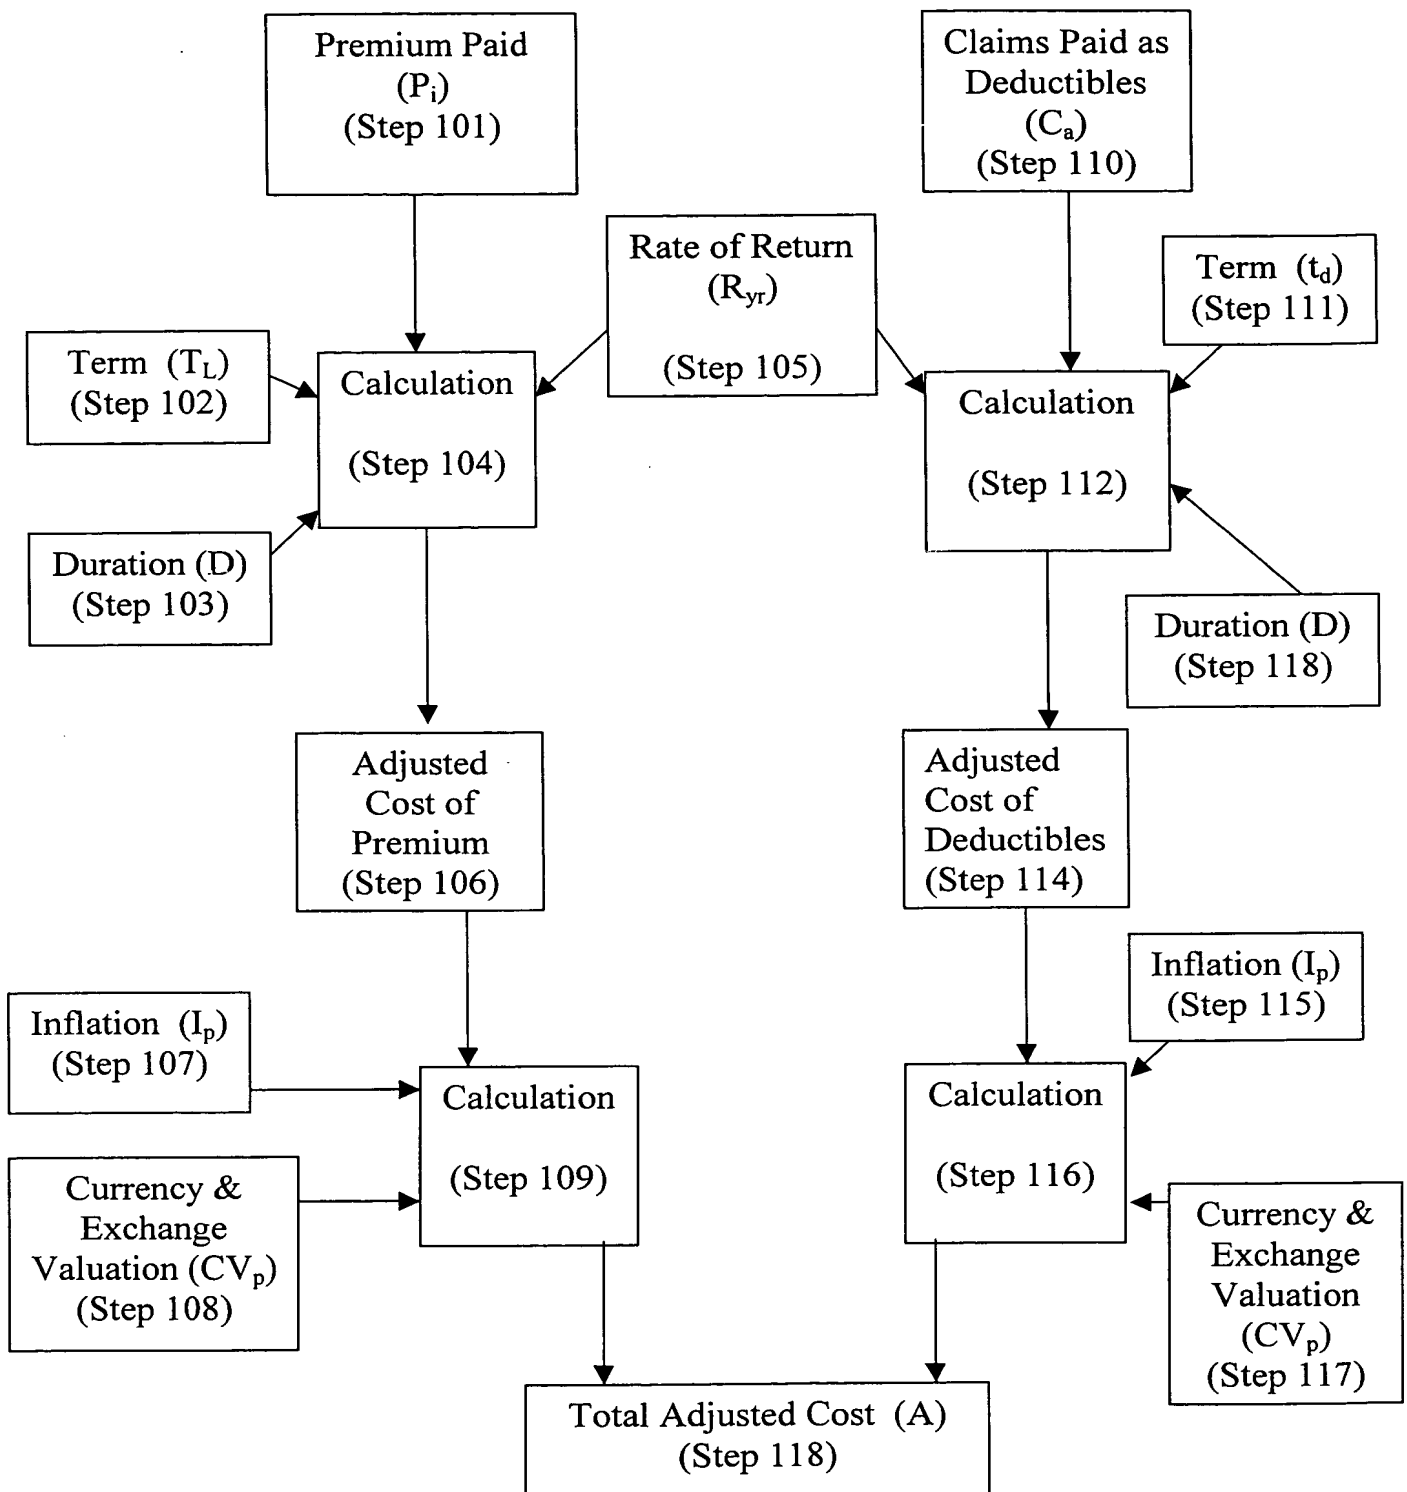 Premium Paid
(Pi)
(Step 101)
Claims Paid as
Deductibles
(Ca)
(Step 110)
Rate of Return
(Ryr)
(Step 105)
Term (td)
(Step 111)
Term (TL)
(Step 102)
Calculation
(Step 104)
Calculation
(Step 112)
Duration (D)
(Step 103)
Duration (D)
(Step 118)
Adjusted
Cost of
Premium
(Step 106)
Adjusted
Cost of
Deductibles
(Step 114)
Inflation (Ip)
(Step 107)
Inflation (Ip)
(Step 115)
Calculation
(Step 109)
Calculation
(Step 116)
Currency &
Exchange
Valuation (CVp)
(Step 108)
Currency &
Exchange
Valuation
(CVp)
(Step 117)
Total Adjusted Cost (A)
(Step 118)